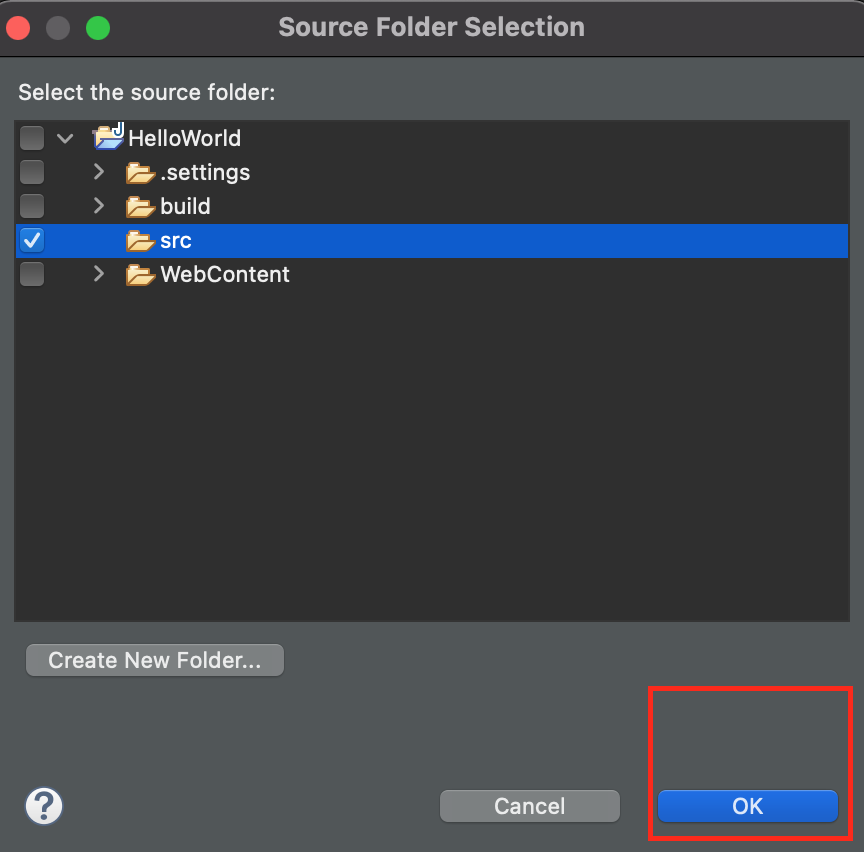 Source Folder Selection
Select the source folder:
HelloWorld
.settings
build
src
WebContent
Create New Folder...
?
Cancel
OK